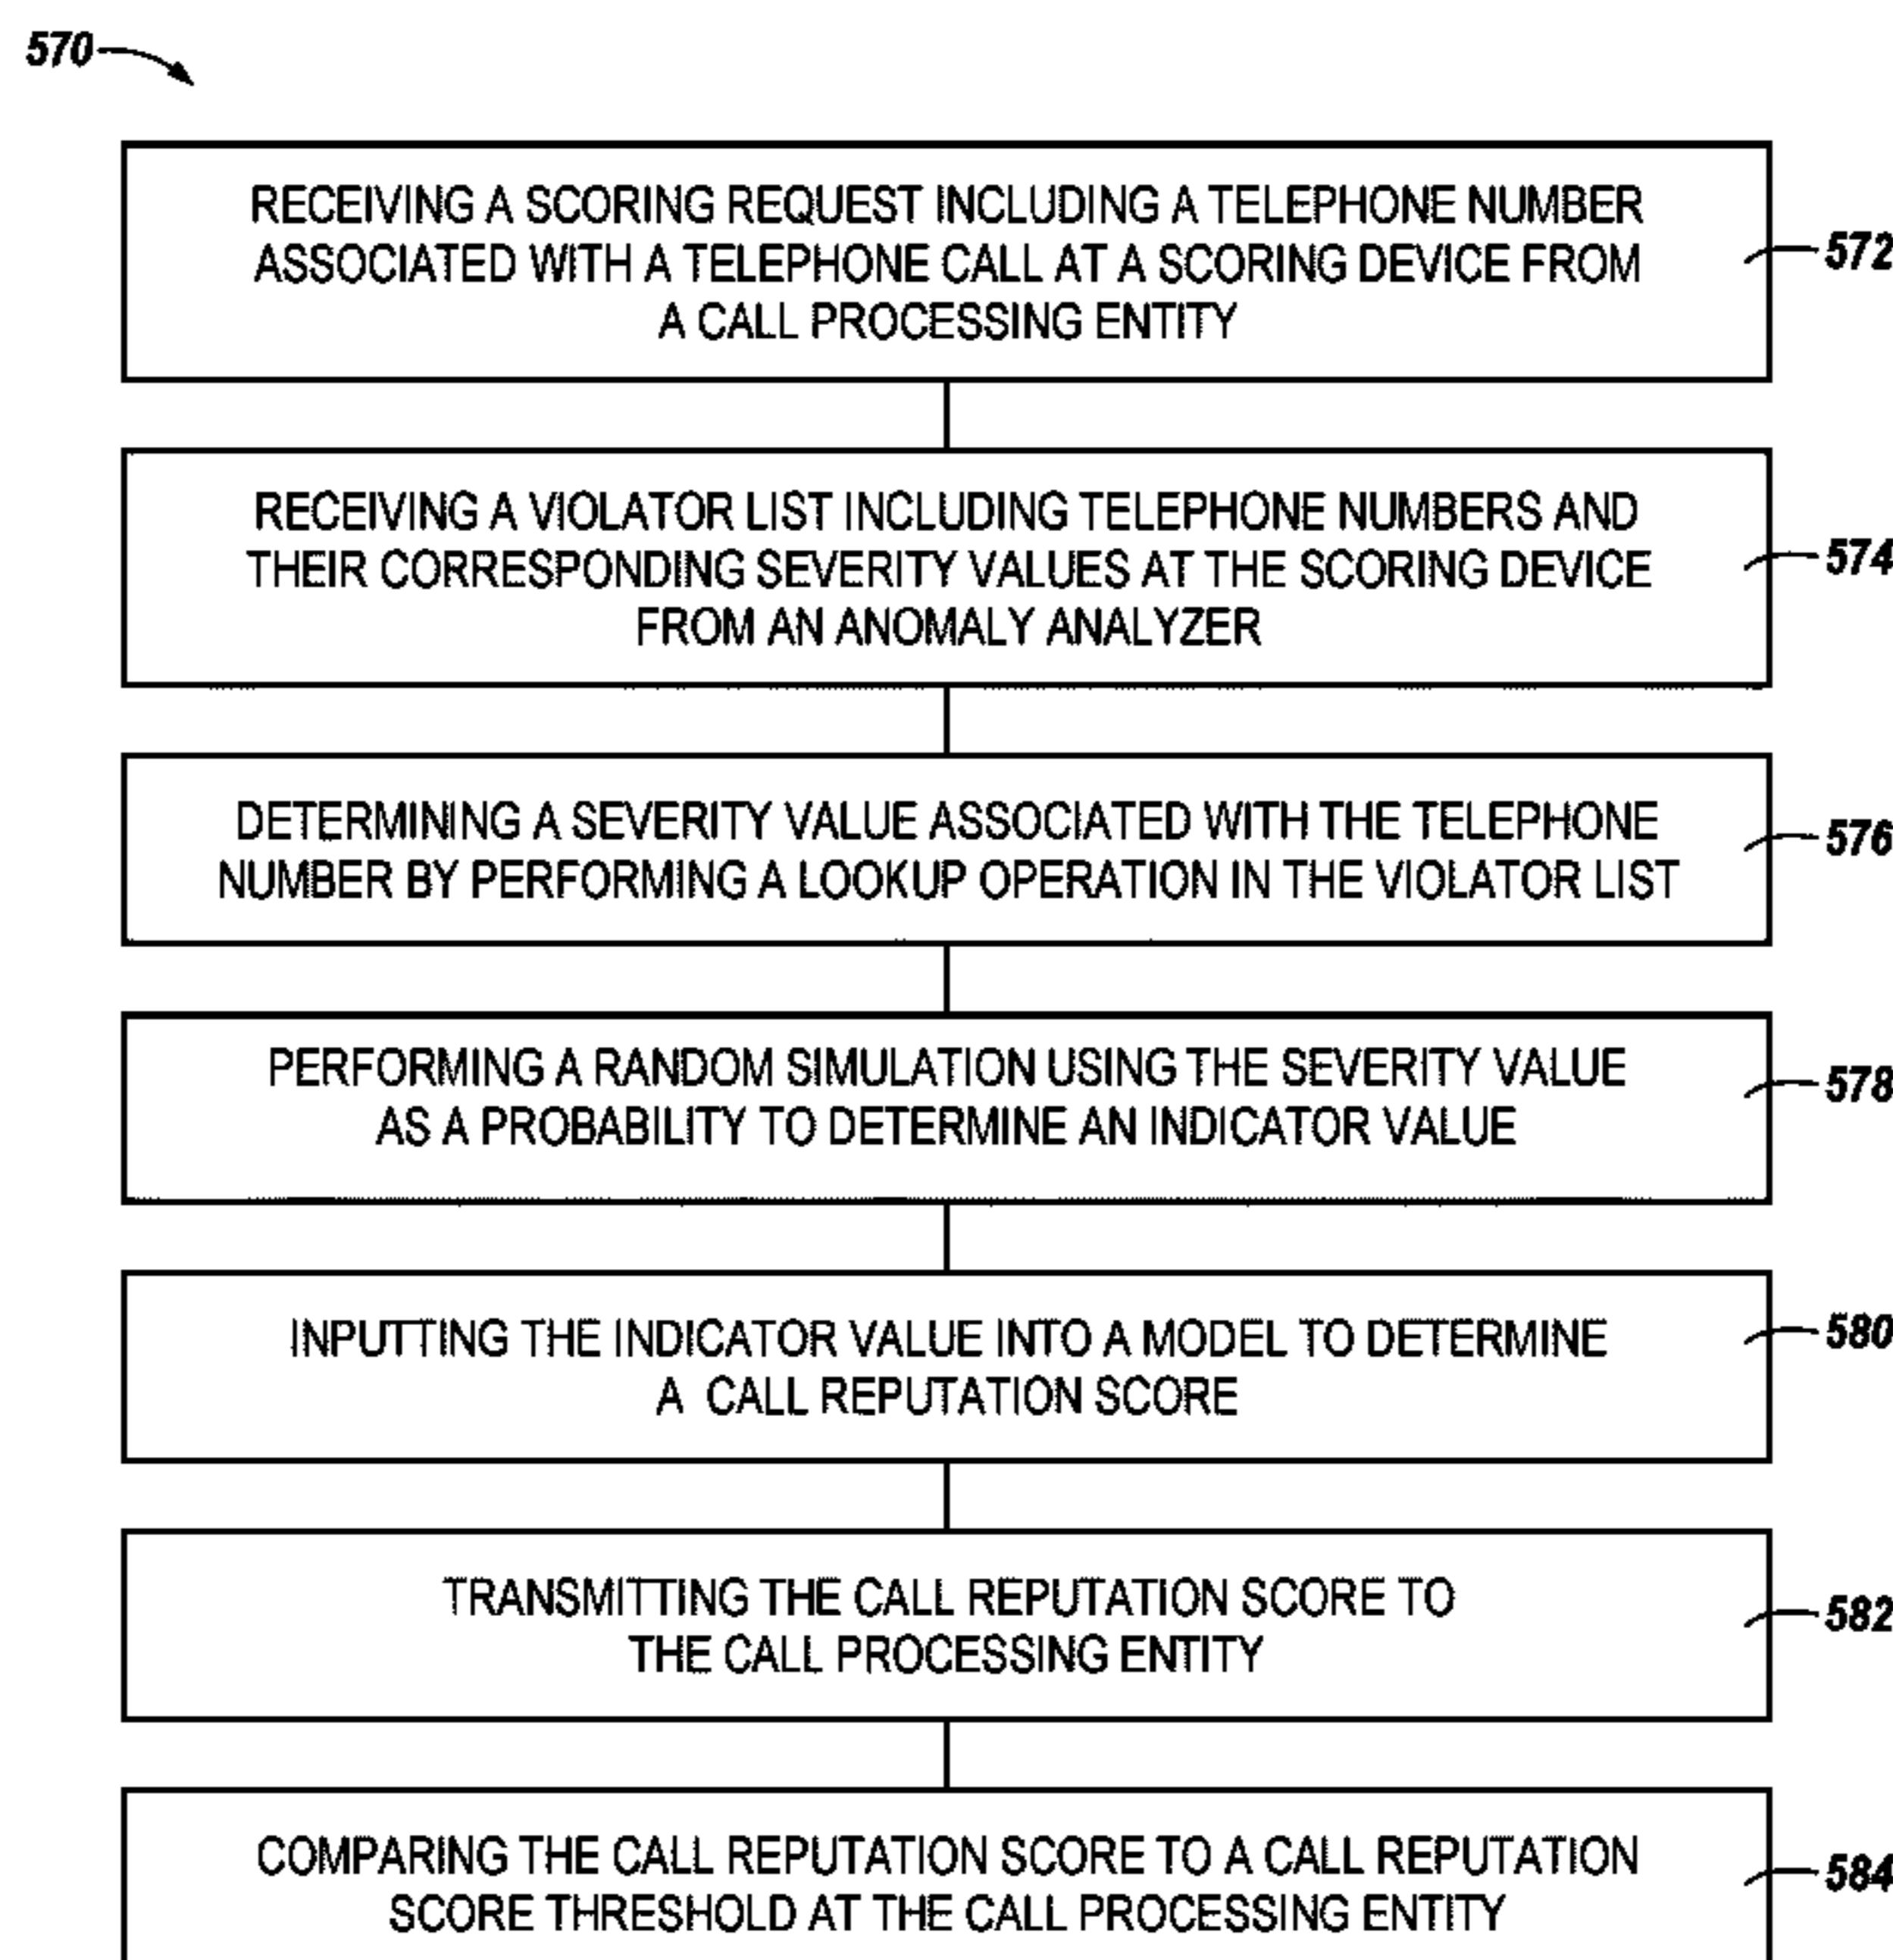 570
RECEIVING A SCORING REQUEST INCLUDING A TELEPHONE NUMBER
ASSOCIATED WITH A TELEPHONE CALL AT A SCORING DEVICE FROM
A CALL PROCESSING ENTITY
572
RECEIVING A VIOLATOR LIST INCLUDING TELEPHONE NUMBERS AND
THEIR CORRESPONDING SEVERITY VALUES AT THE SCORING DEVICE
FROM AN ANOMALY ANALYZER
574
DETERMINING A SEVERITY VALUE ASSOCIATED WITH THE TELEPHONE
NUMBER BY PERFORMING A LOOKUP OPERATION IN THE VIOLATOR LIST
576
PERFORMING A RANDOM SIMULATION USING THE SEVERITY VALUE
AS A PROBABILITY TO DETERMINE AN INDICATOR VALUE
578
INPUTTING THE INDICATOR VALUE INTO A MODEL TO DETERMINE
A CALL REPUTATION SCORE
580
TRANSMITTING THE CALL REPUTATION SCORE TO
THE CALL PROCESSING ENTITY
582
COMPARING THE CALL REPUTATION SCORE TO A CALL REPUTATION
SCORE THRESHOLD AT THE CALL PROCESSING ENTITY
584